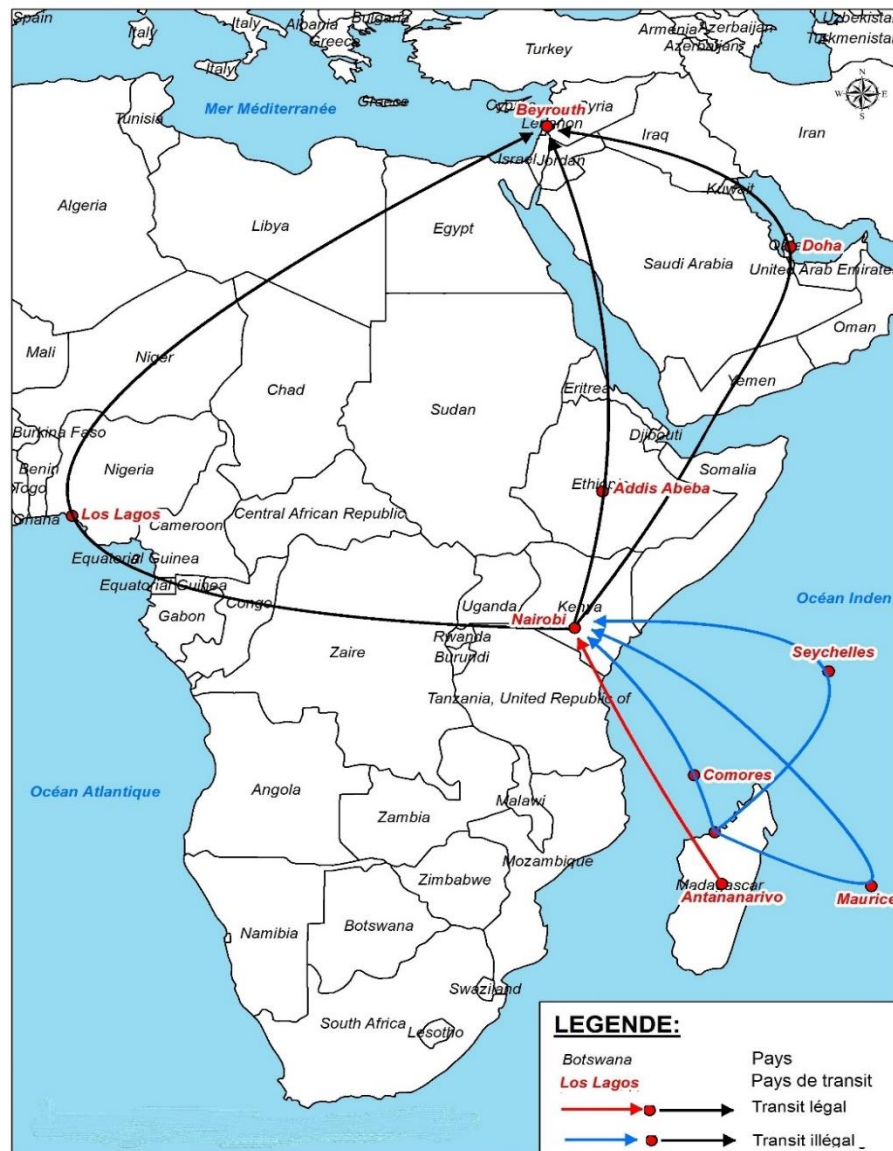 Spain
Italy
Italy
Albania
Bulgaria
Greece
Italy
Turkey
Armenia
Azerbaijan
Azerbaijan
Uzbekistan
Turkmenistan
Tunisia
Mer Méditerranée
Greece
Syria
Beyrouth
Lebanon
Iraq
Iran
Israel
Jordan
Kuwait
Algeria
Libya
Egypt
Doha
Saudi Arabia
United Arab Emirates
Oman
Mali
Niger
Chad
Sudan
Eritrea
Yemen
Djibouti
Burkina Faso
Benin
Togo
Ghana
Nigeria
Somalia
Addis Abeba
Los Lagos
Cameroon
Central African Republic
Equatorial Guinea
Equatorial Guinea
Gabon
Congo
Uganda
Kenya
Nairobi
Océan Inden
Rwanda
Burundi
Zaire
Seychelles
Tanzania, United Republic of
Comores
Océan Atlantique
Angola
Malawi
Zambia
Mozambique
Zimbabwe
Madagascar
Antananarivo
Maurice
Namibia
Botswana
Swaziland
South Africa
Lesotho
LEGENDE:
Botswana Pays
Los Lagos Pays de transit
Transit légal
Transit illégal
N
W E
S